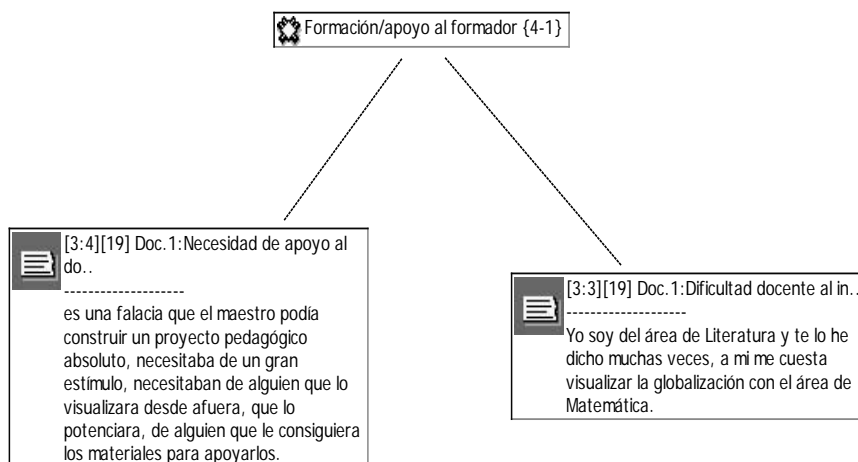 Formación/apoyo al formador {4-1}
[3:4][19] Doc.1:Necesidad de apoyo al
do..
--------------------
es una falacia que el maestro podía
construir un proyecto pedagógico
absoluto, necesitaba de un gran
estímulo, necesitaban de alguien que lo
visualizara desde afuera, que lo
potenciara, de alguien que le consiguiera
los materiales para apoyarlos.
[3:3][19] Doc.1:Dificultad docente al in..
--------------------
Yo soy del área de Literatura y te lo he
dicho muchas veces, a mi me cuesta
visualizar la globalización con el área de
Matemática.